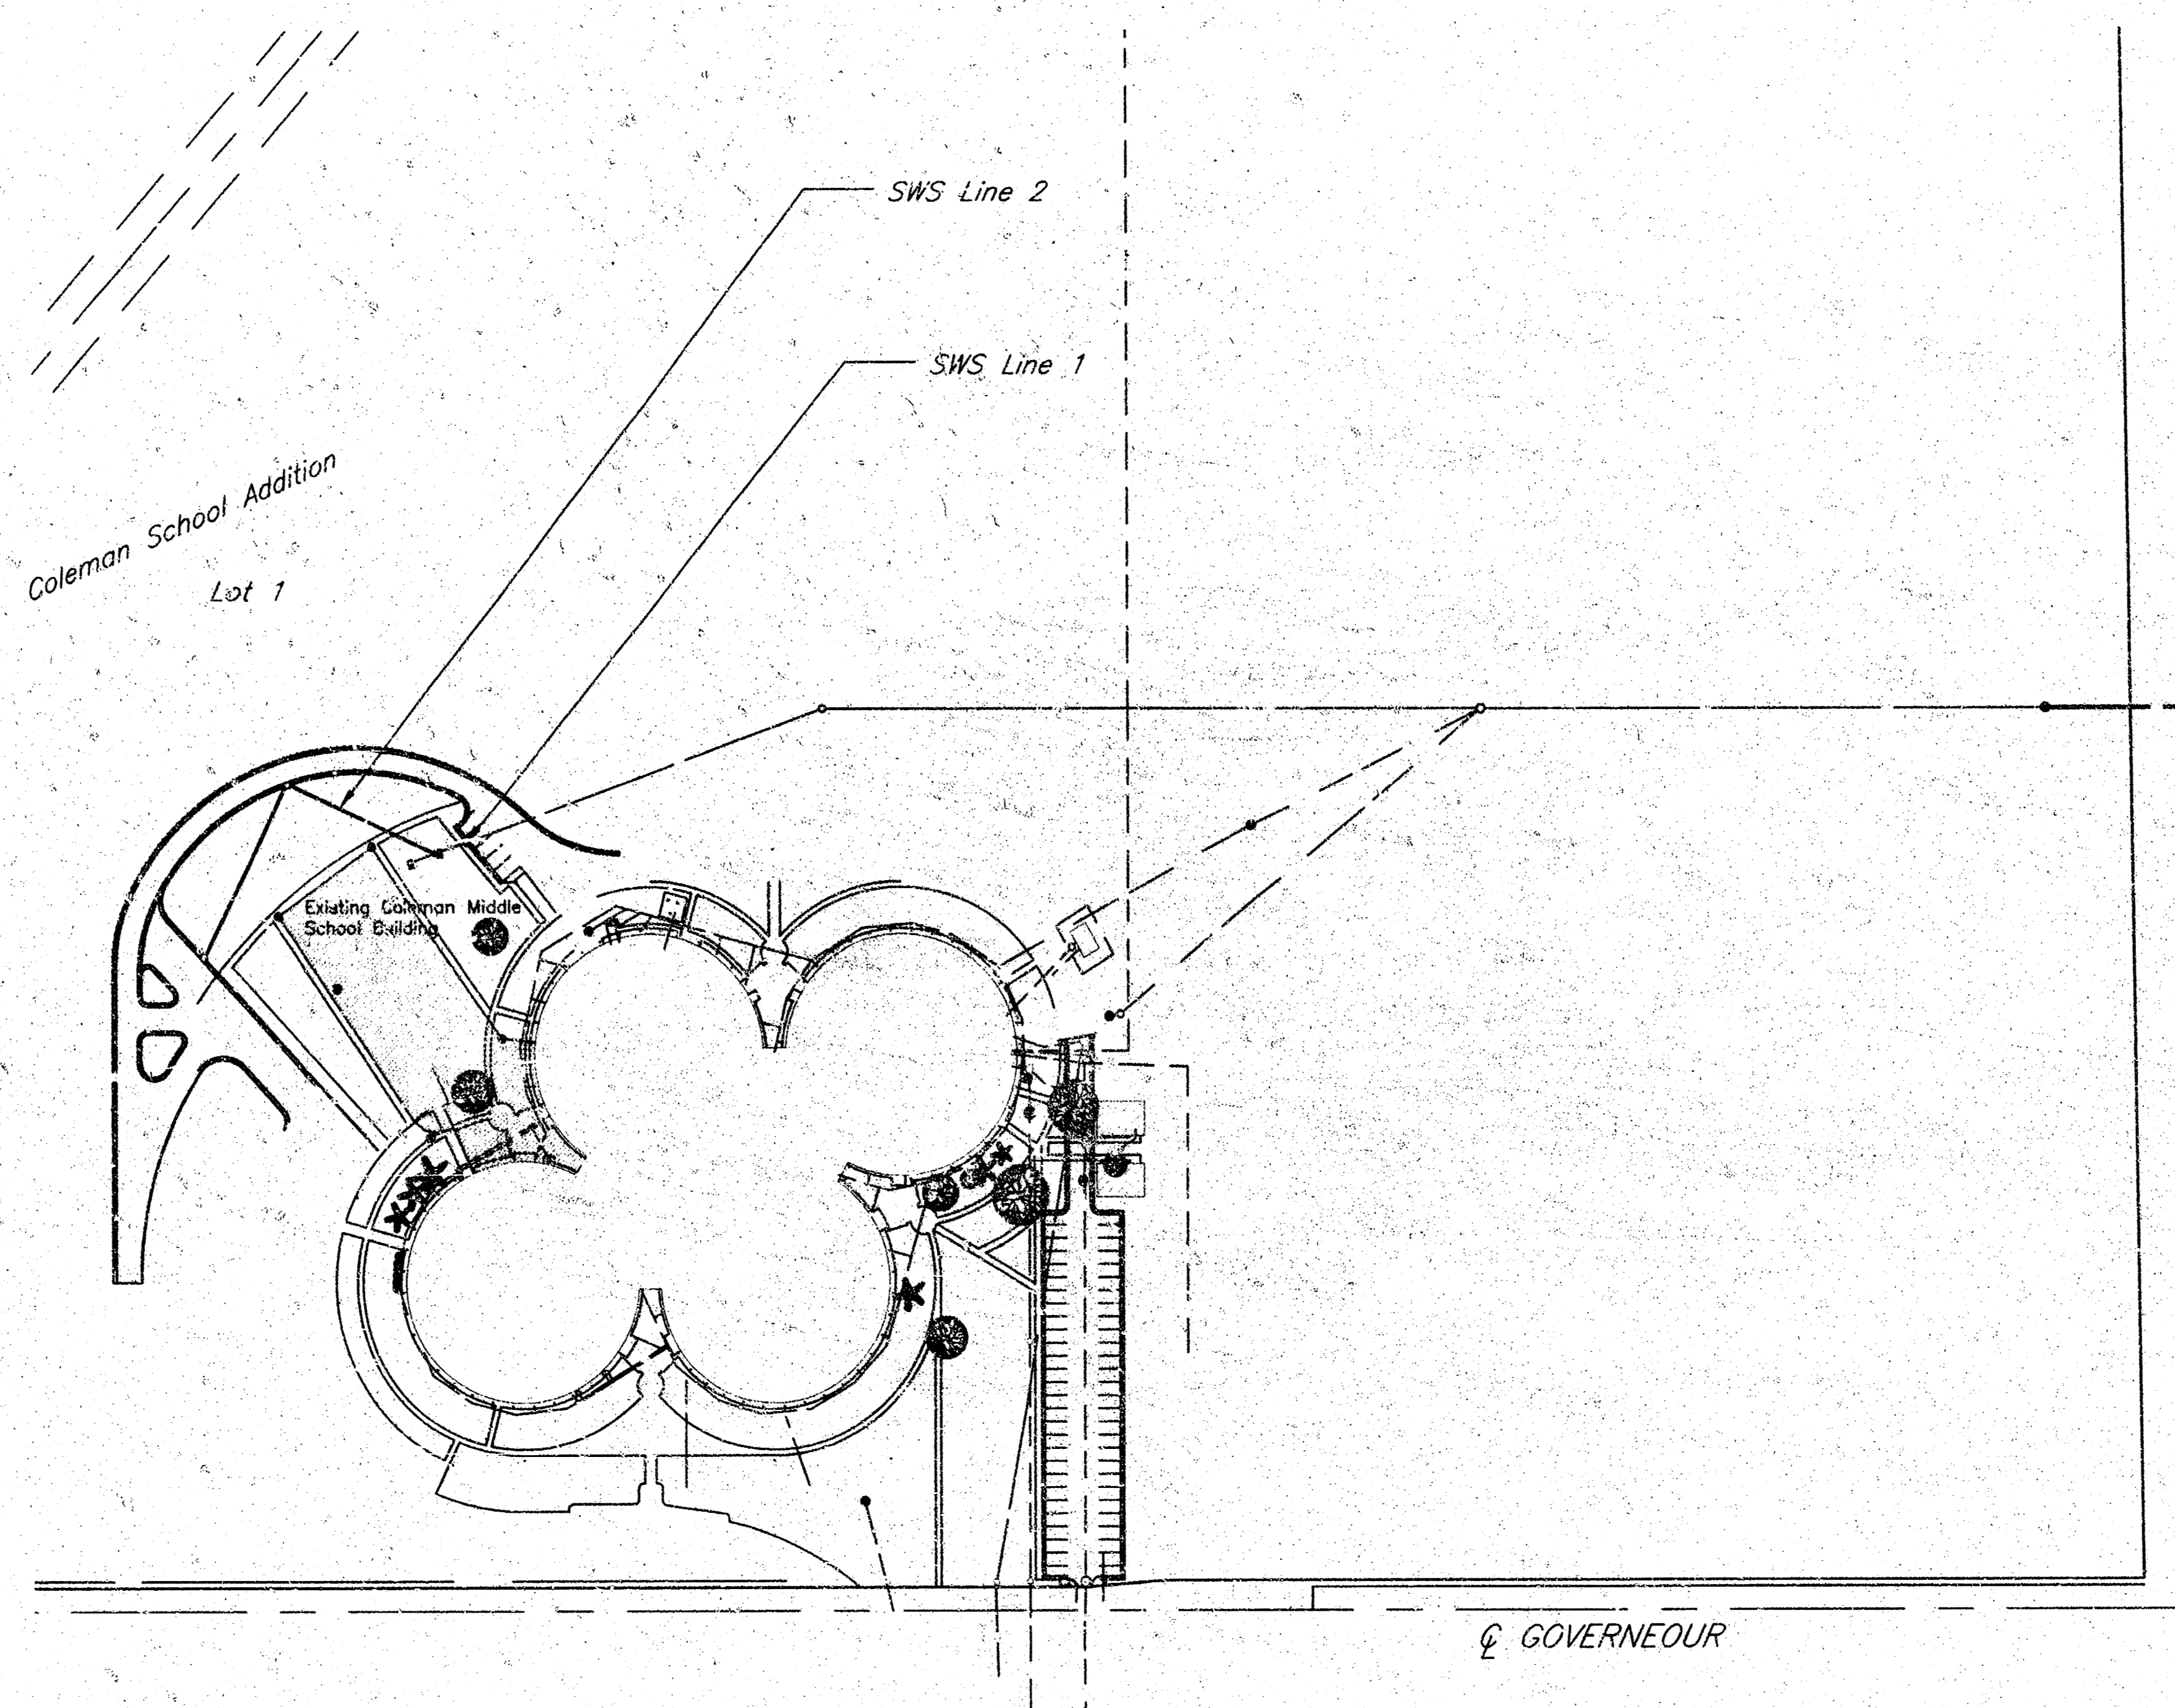 SWS Line 2
SWS Line 1
Coleman School Addition
Lot 1
Existing Coleman Middle
School Building
℄ GOVERNEOUR